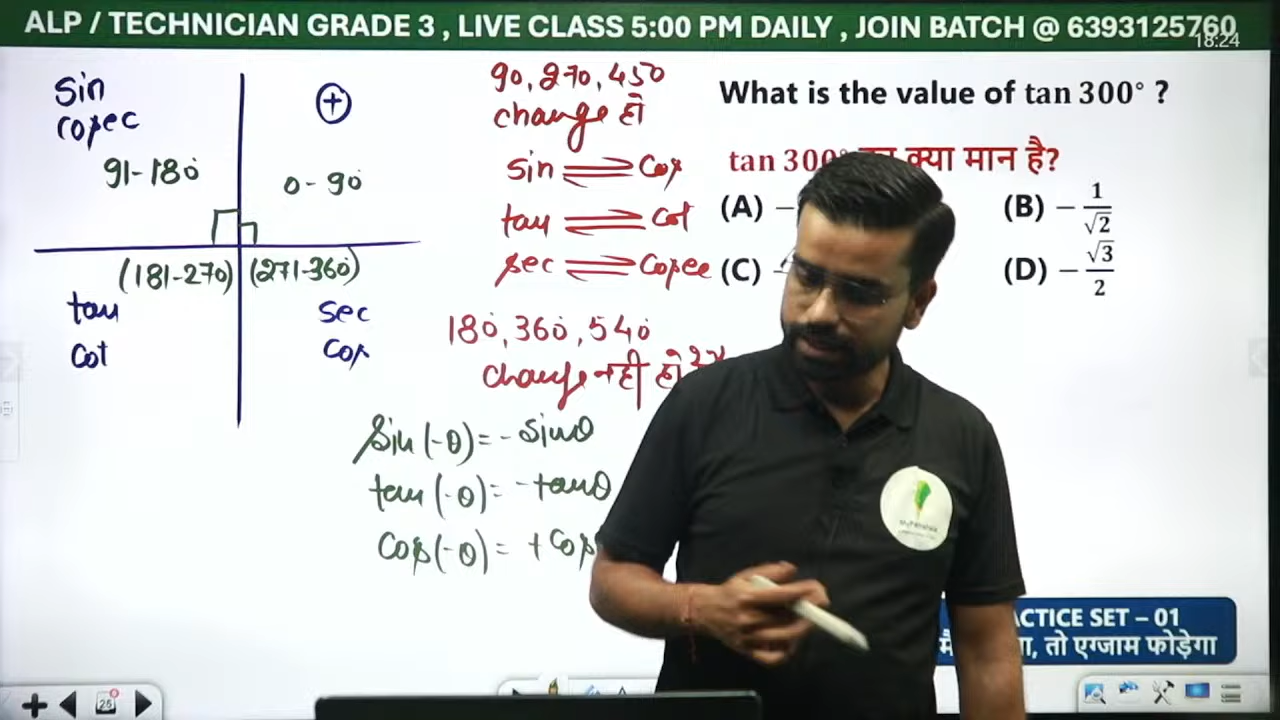 ALP / TECHNICIAN GRADE 3 , LIVE CLASS 5:00 PM DAILY , JOIN BATCH @ 6393125760
18:24
sin
cosec
+
91-180°
0-90°
(181-270°)
(271-360°)
tan
cot
sec
cos
90, 270, 450
change हो
sin ⇌ cos
tan ⇌ cot
sec ⇌ cosec
180°, 360°, 540°
change नही हो
sin(-θ) = -sinθ
tan(-θ) = -tanθ
cos(-θ) = +cos
What is the value of tan 300° ?
tan 300° का क्या मान है?
(A) −
(B) − 1/√2
(C) −
(D) − √3/2
ACTICE SET – 01
तो एग्जाम फोड़ेगा
25